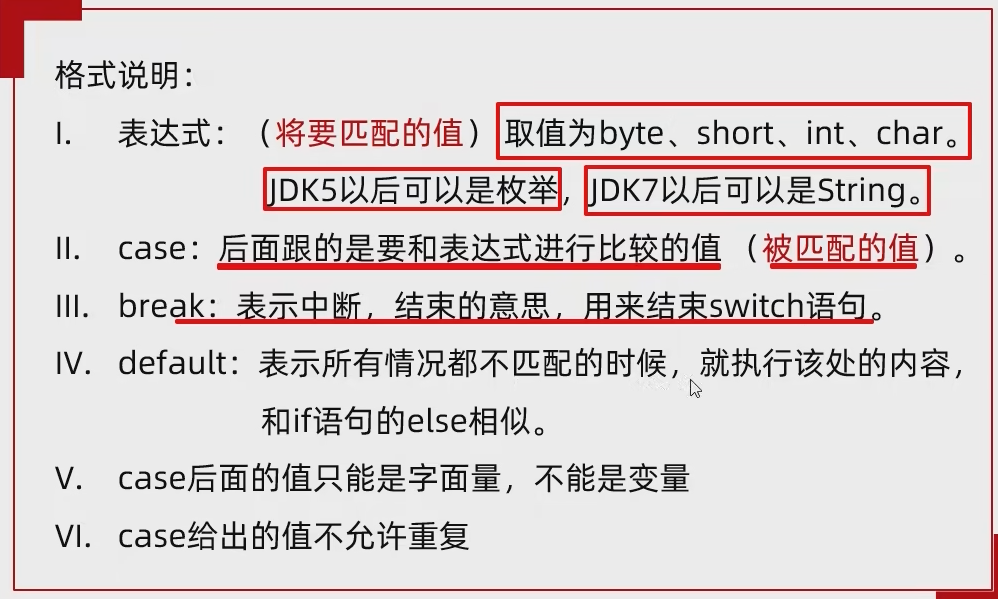 格式说明：
I. 表达式：（将要匹配的值）取值为byte、short、int、char。
JDK5以后可以是枚举，JDK7以后可以是String。
II. case：后面跟的是要和表达式进行比较的值（被匹配的值）。
III. break：表示中断，结束的意思，用来结束switch语句。
IV. default：表示所有情况都不匹配的时候，就执行该处的内容，
和if语句的else相似。
V. case后面的值只能是字面量，不能是变量
VI. case给出的值不允许重复